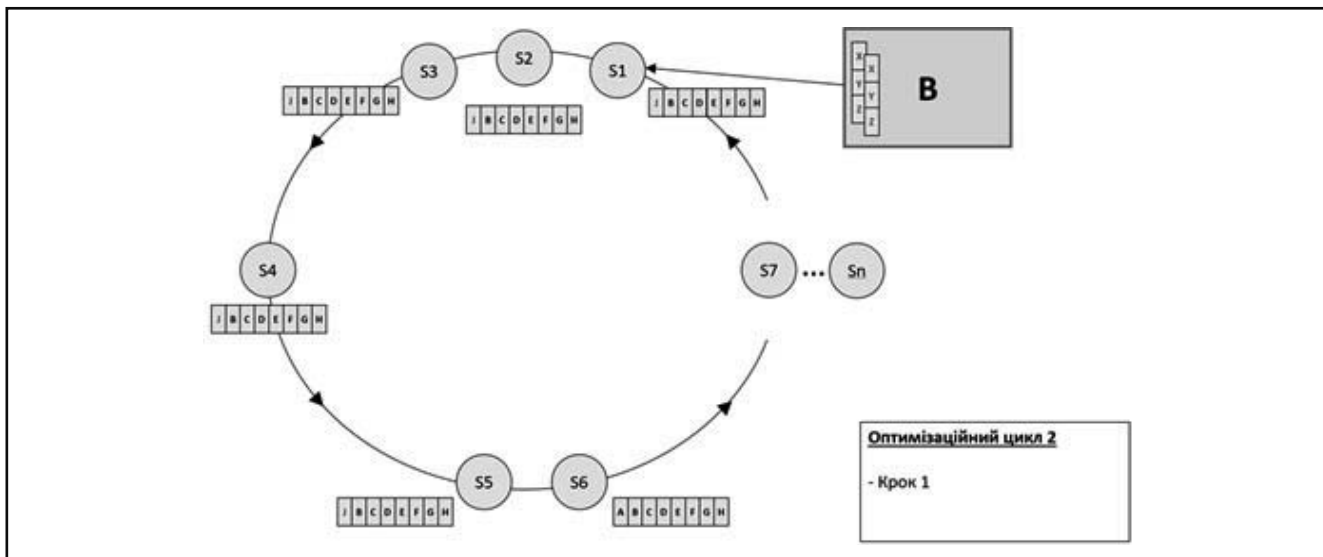 S3
S2
S1
J B C D E F G H
J B C D E F G H
J B C D E F G H
X
Y
Z
X
Y
Z
B
S4
J B C D E F G H
S7
...
Sn
S5
S6
J B C D E F G H
A B C D E F G H
Оптимізаційний цикл 2
- Крок 1